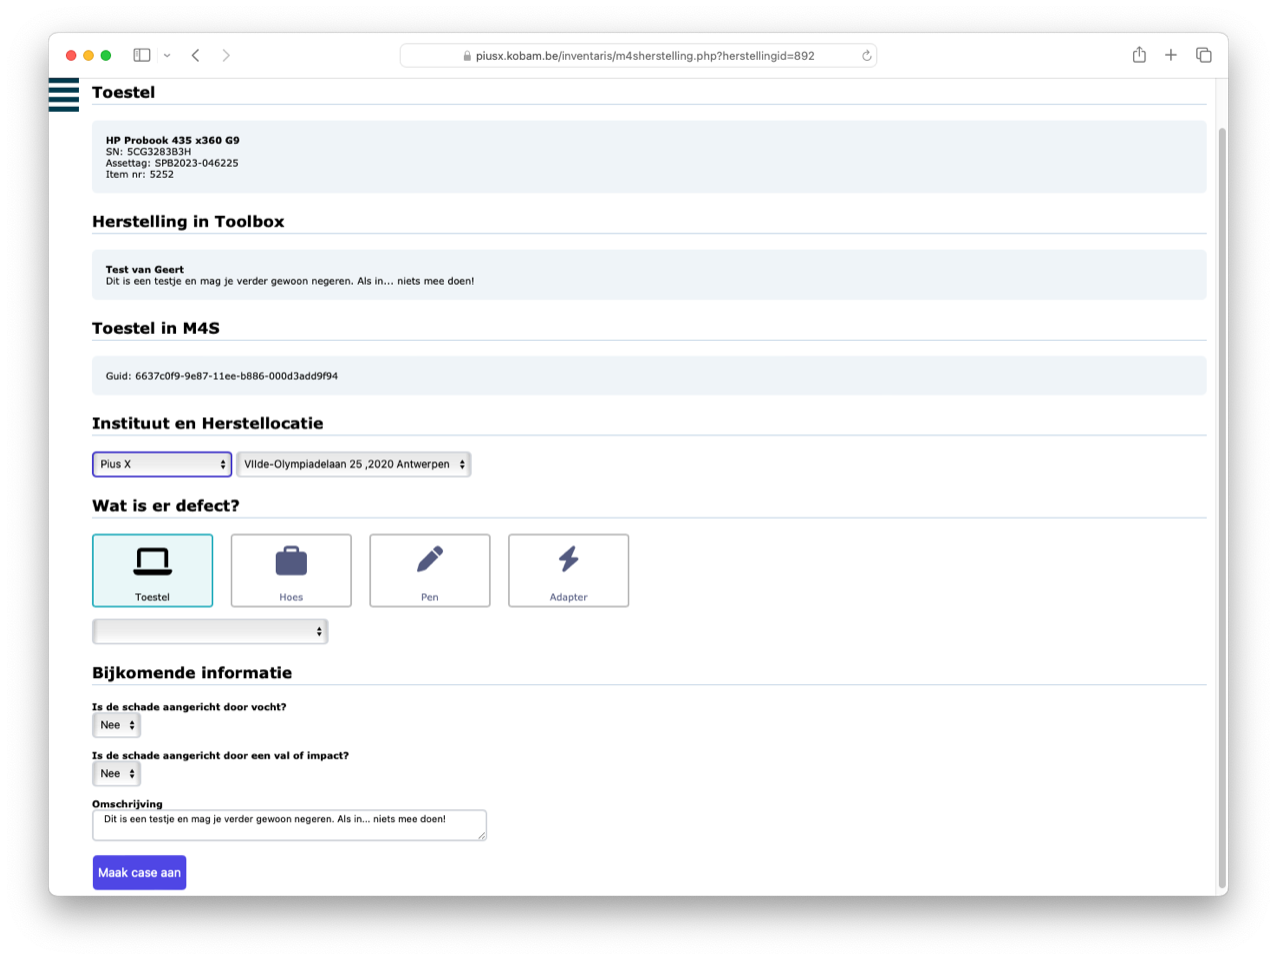 piusx.kobam.be/inventaris/m4sherstelling.php?herstellingid=892
Toestel
HP Probook 435 x360 G9
SN: 5CG3283B3H
Assettag: SPB2023-046225
Item nr: 5252
Herstelling in Toolbox
Test van Geert
Dit is een testje en mag je verder gewoon negeren. Als in... niets mee doen!
Toestel in M4S
Guid: 6637c0f9-9e87-11ee-b886-000d3add9f94
Instituut en Herstellocatie
Pius X
VIIde-Olympiadelaan 25 ,2020 Antwerpen
Wat is er defect?
Toestel
Hoes
Pen
Adapter
Bijkomende informatie
Is de schade aangericht door vocht?
Nee
Is de schade aangericht door een val of impact?
Nee
Omschrijving
Dit is een testje en mag je verder gewoon negeren. Als in... niets mee doen!
Maak case aan